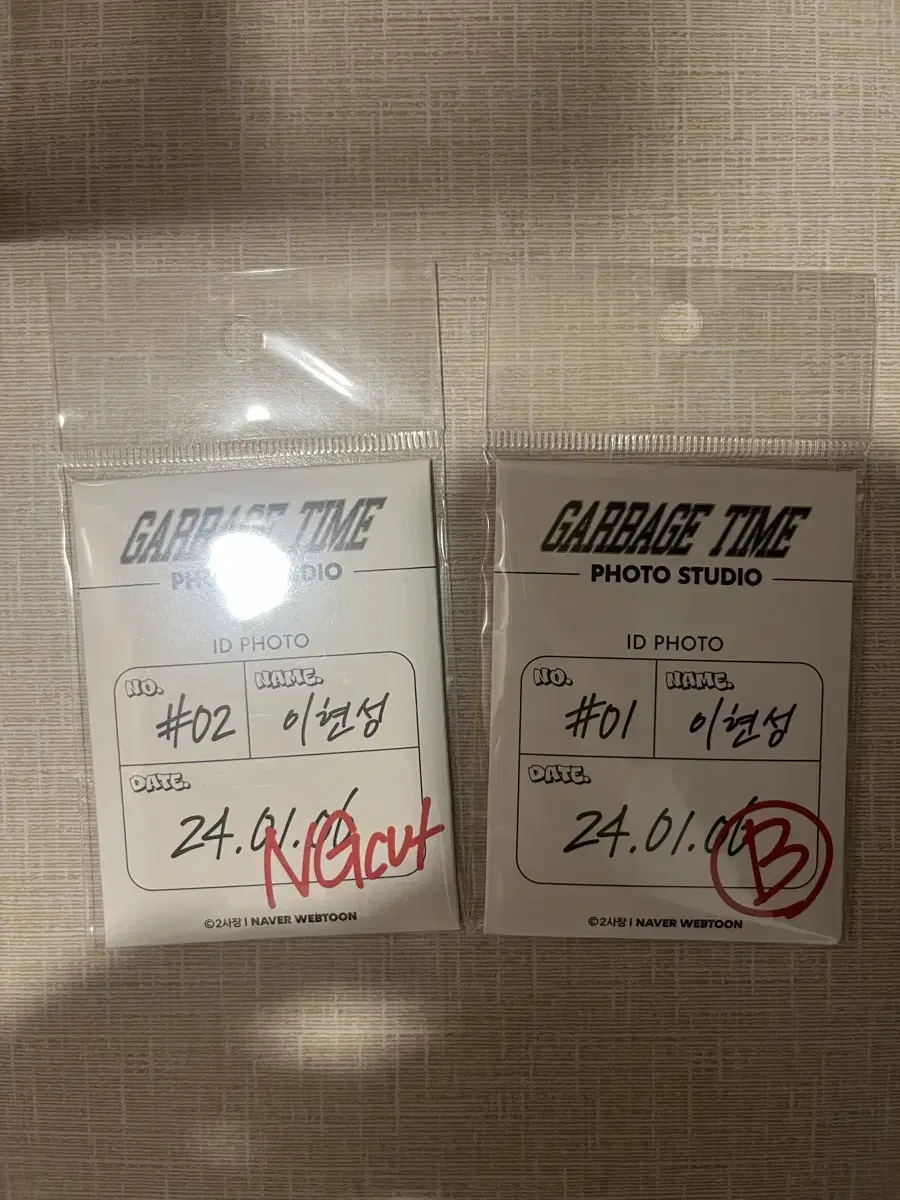 GARBAGE TIME
PHOTO STUDIO
ID PHOTO
NO.
#02
NAME.
이현성
DATE.
24.01.06
NGcut
©2사장 | NAVER WEBTOON
GARBAGE TIME
PHOTO STUDIO
ID PHOTO
NO.
#01
NAME.
이현성
DATE.
24.01.06
B
©2사장 | NAVER WEBTOON